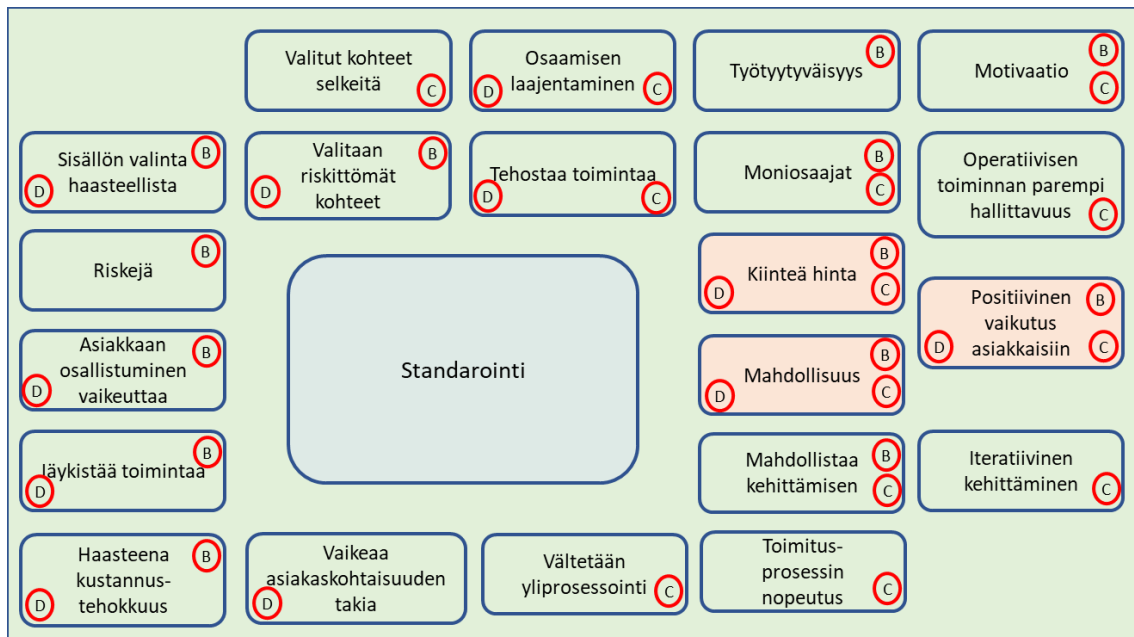 Valitut kohteet
selkeitä
C
Osaamisen
laajentaminen
D
C
Työtyytyväisyys
B
Motivaatio
B
C
Sisällön valinta
haasteellista
B
D
Valitaan
riskittömät
kohteet
B
D
Tehostaa toimintaa
D
C
Moniosaajat
B
C
Operatiivisen
toiminnan parempi
hallittavuus
C
Riskejä
B
Kiinteä hinta
B
D
C
Positiivinen
vaikutus
asiakkaisiin
B
D
C
Asiakkaan
osallistuminen
vaikeuttaa
B
D
Standarointi
Mahdollisuus
B
D
C
Jäykistää toimintaa
B
D
Mahdollistaa
kehittämisen
B
C
Iteratiivinen
kehittäminen
C
Haasteena
kustannus-
tehokkuus
B
D
Vaikeaa
asiakaskohtaisuuden
takia
D
Vältetään
yliprosessointi
C
Toimitus-
prosessin
nopeutus
C